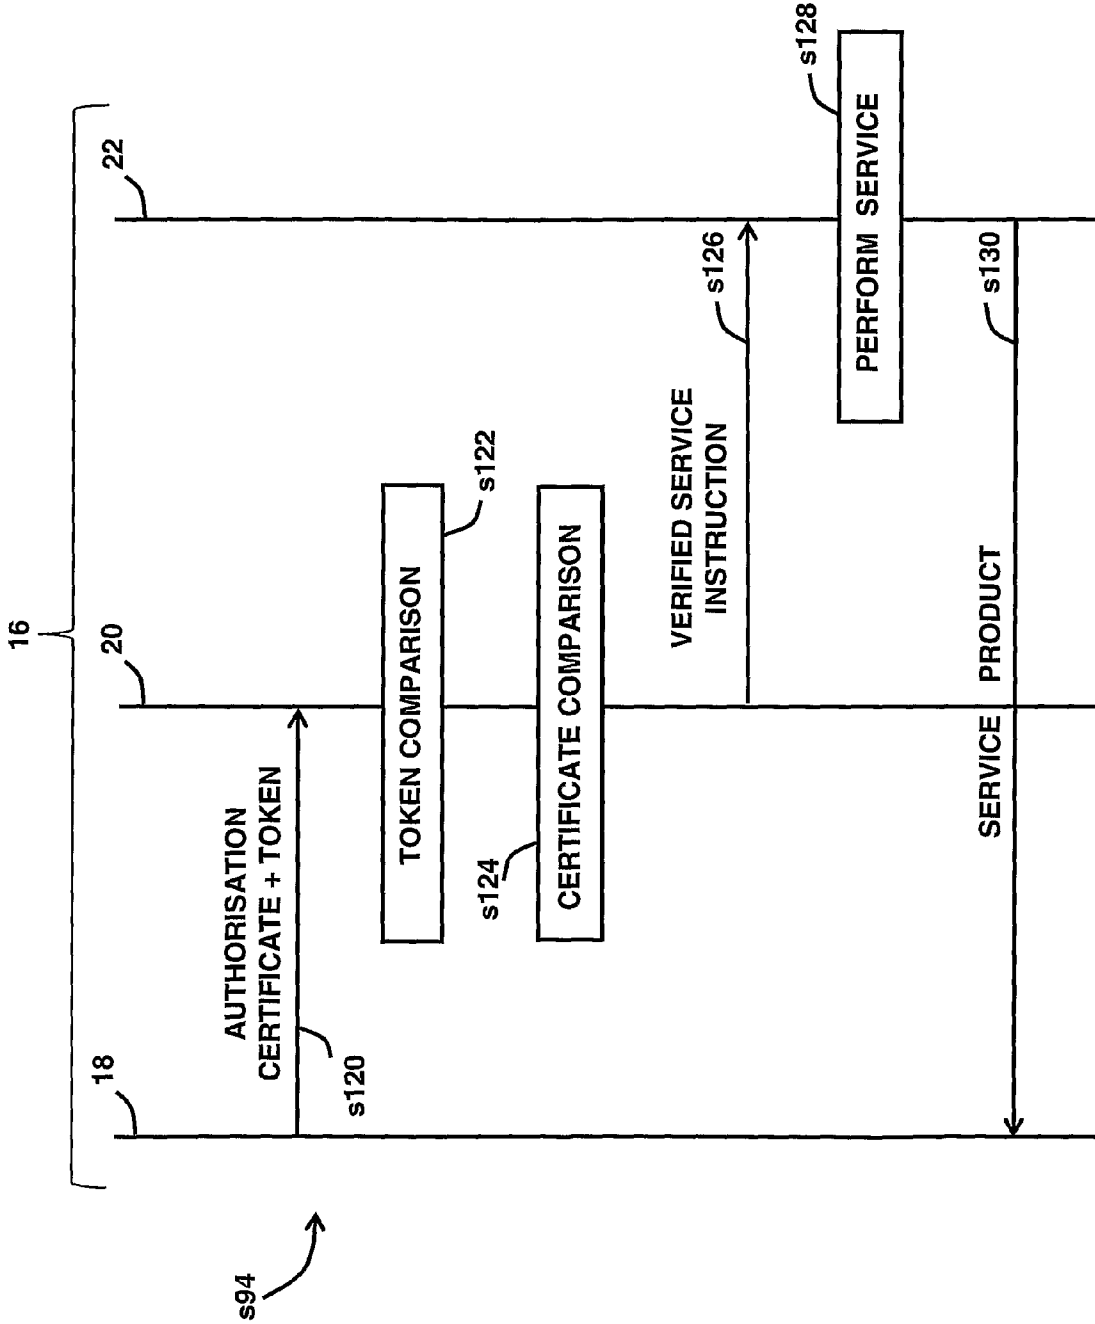 16
18
20
22
s94
AUTHORISATION
CERTIFICATE + TOKEN
s120
TOKEN COMPARISON
s122
s124
CERTIFICATE COMPARISON
VERIFIED SERVICE
INSTRUCTION
s126
s128
PERFORM SERVICE
SERVICE PRODUCT
s130